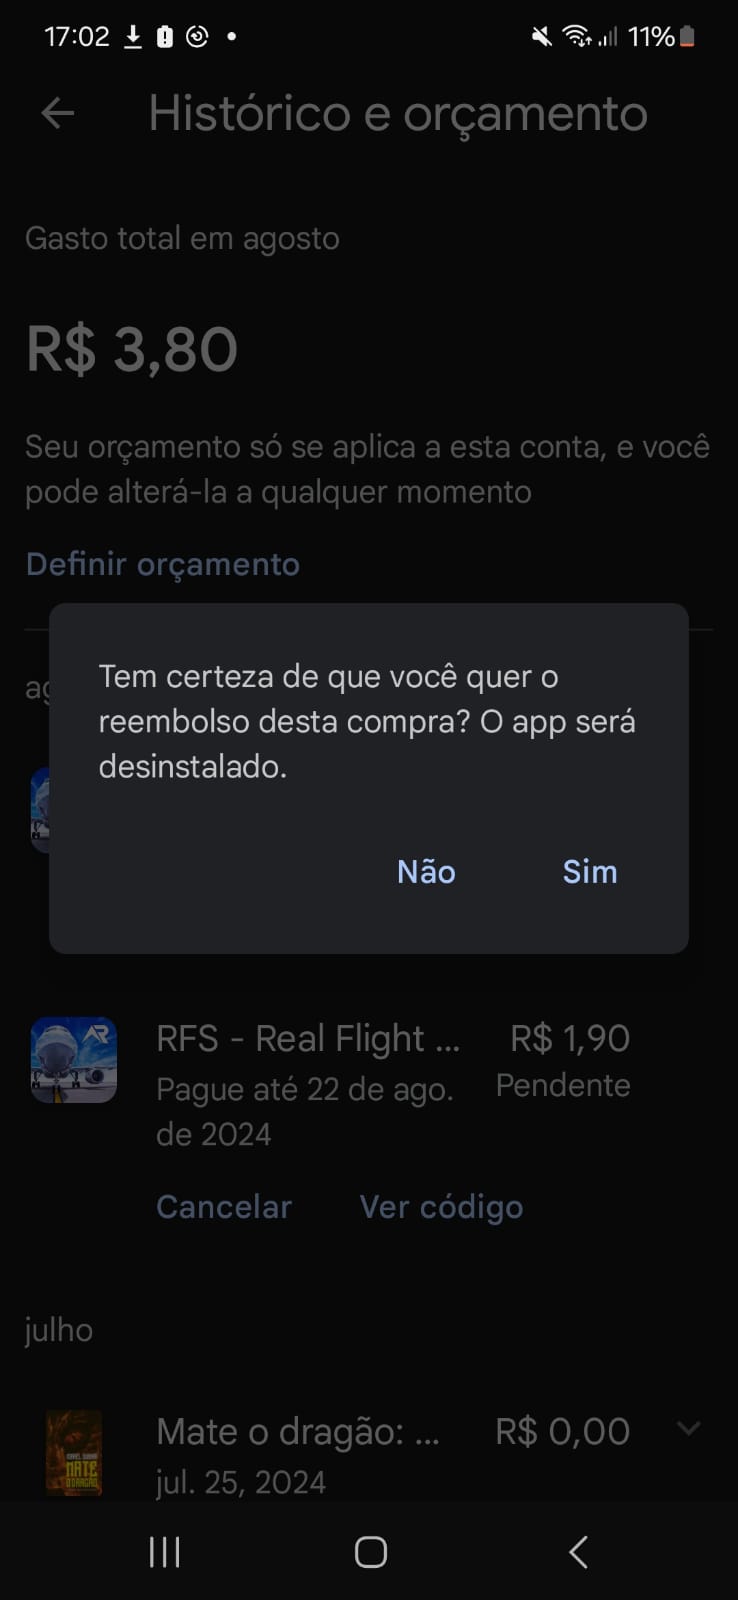 17:02
11%
Histórico e orçamento
Gasto total em agosto
R$ 3,80
Seu orçamento só se aplica a esta conta, e você
pode alterá-la a qualquer momento
Definir orçamento
ag
Tem certeza de que você quer o
reembolso desta compra? O app será
desinstalado.
Não Sim
RFS - Real Flight ... R$ 1,90
Pague até 22 de ago. Pendente
de 2024
Cancelar Ver código
julho
Mate o dragão: ... R$ 0,00
jul. 25, 2024
MATE
O DRAGÃO